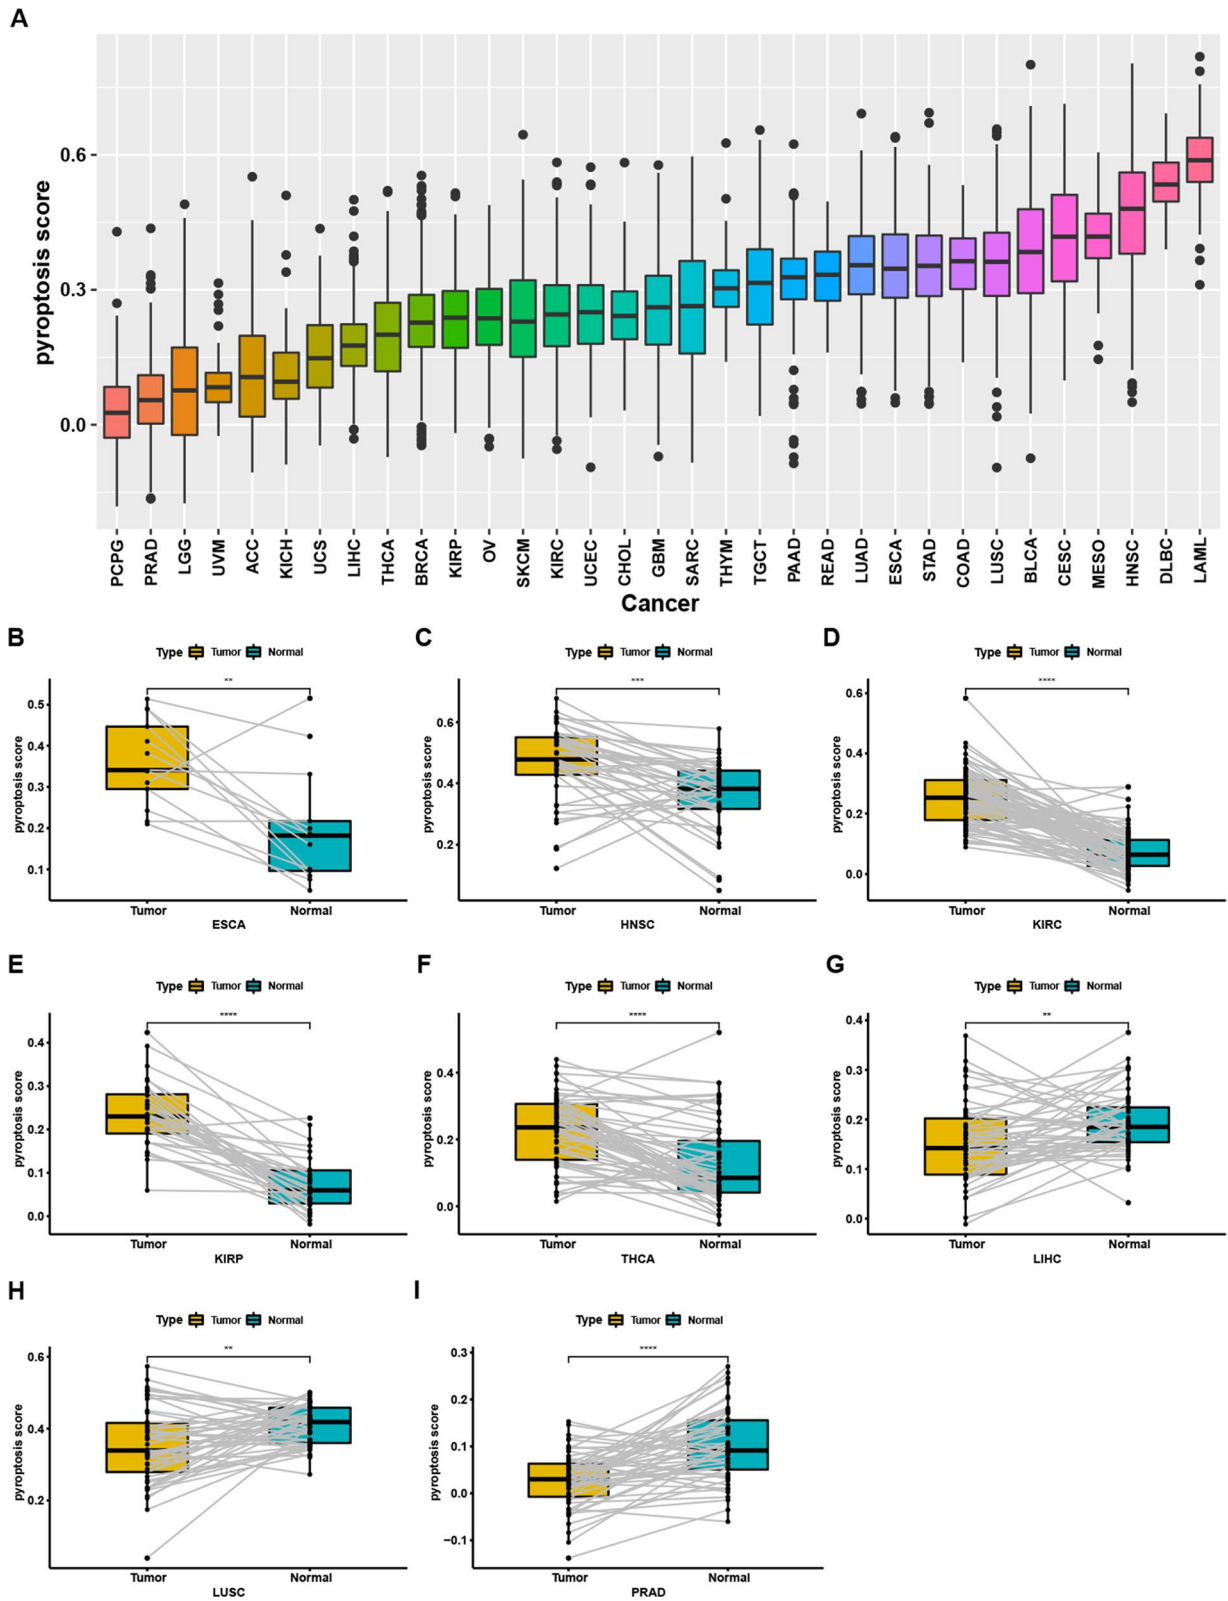 A
pyroptosis score
0.6
0.3
0.0
PCPG PRAD LGG UVM ACC KICH UCS LIHC THCA BRCA KIRP OV SKCM KIRC UCEC CHOL GBM SARC THYM TGCT PAAD READ LUAD ESCA STAD COAD LUSC BLCA CESC MESO HNSC DLBC LAML
Cancer
B
Type Tumor Normal
**
pyroptosis score
0.5
0.4
0.3
0.2
0.1
Tumor Normal
ESCA
C
Type Tumor Normal
***
pyroptosis score
0.6
0.4
0.2
Tumor Normal
HNSC
D
Type Tumor Normal
****
pyroptosis score
0.6
0.4
0.2
0.0
Tumor Normal
KIRC
E
Type Tumor Normal
****
pyroptosis score
0.4
0.3
0.2
0.1
0.0
Tumor Normal
KIRP
F
Type Tumor Normal
****
pyroptosis score
0.4
0.2
0.0
Tumor Normal
THCA
G
Type Tumor Normal
**
pyroptosis score
0.4
0.3
0.2
0.1
0.0
Tumor Normal
LIHC
H
Type Tumor Normal
**
pyroptosis score
0.6
0.4
0.2
Tumor Normal
LUSC
I
Type Tumor Normal
****
pyroptosis score
0.3
0.2
0.1
0.0
−0.1
Tumor Normal
PRAD